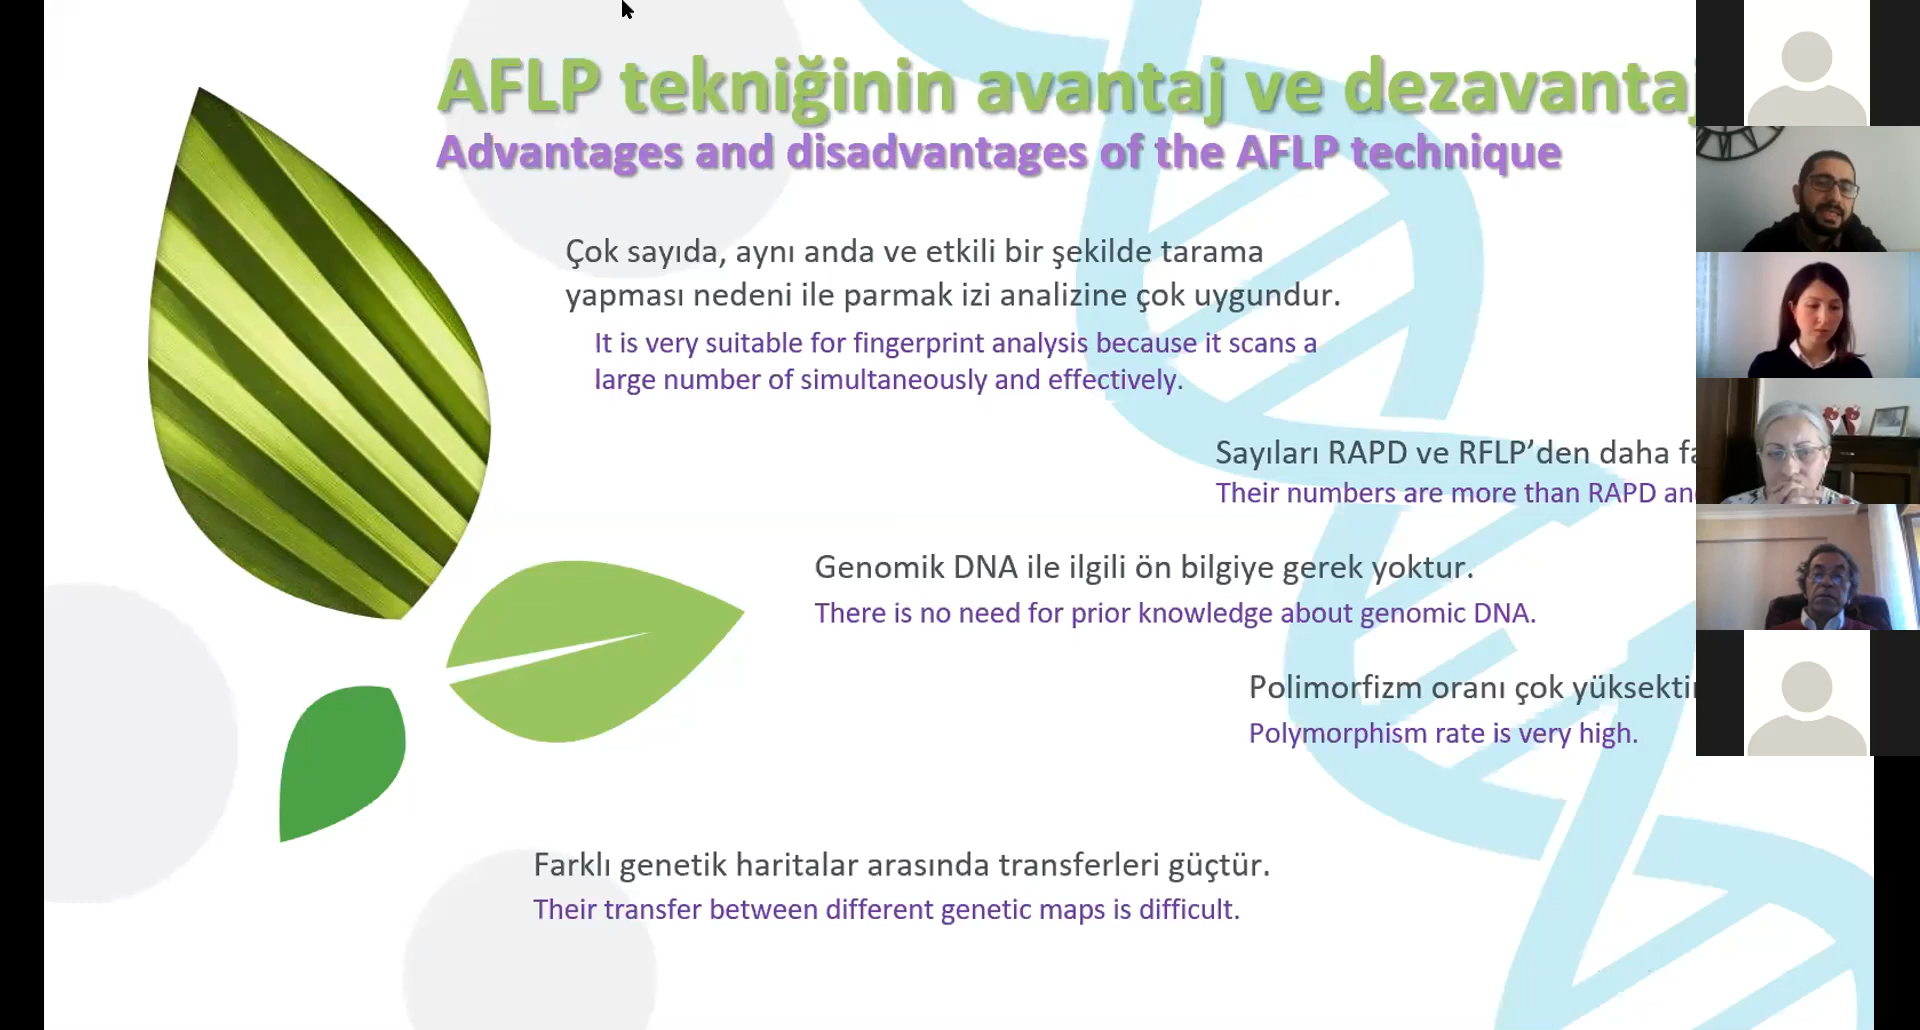 AFLP tekniğinin avantaj ve dezavantaj
Advantages and disadvantages of the AFLP technique
Çok sayıda, aynı anda ve etkili bir şekilde tarama
yapması nedeni ile parmak izi analizine çok uygundur.
It is very suitable for fingerprint analysis because it scans a
large number of simultaneously and effectively.
Sayıları RAPD ve RFLP’den daha
Their numbers are more than RAPD
Genomik DNA ile ilgili ön bilgiye gerek yoktur.
There is no need for prior knowledge about genomic DNA.
Polimorfizm oranı çok
Polymorphism rate is very high.
Farklı genetik haritalar arasında transferleri güçtür.
Their transfer between different genetic maps is difficult.